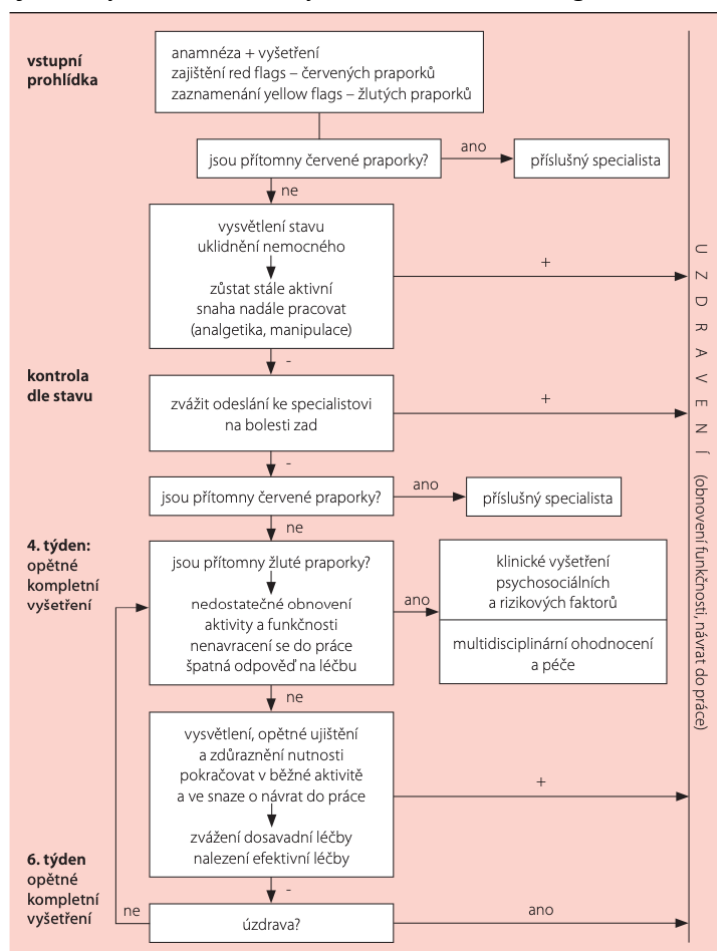 vstupní
prohlídka
anamnéza + vyšetření
zajištění red flags – červených praporků
zaznamenání yellow flags – žlutých praporků
jsou přítomny červené praporky?
ano
příslušný specialista
ne
vysvětlení stavu
uklidnění nemocného
zůstat stále aktivní
snaha nadále pracovat
(analgetika, manipulace)
+
-
kontrola
dle stavu
zvážit odeslání ke specialistovi
na bolesti zad
+
-
jsou přítomny červené praporky?
ano
příslušný specialista
ne
4. týden:
opětné
kompletní
vyšetření
jsou přítomny žluté praporky?
nedostatečné obnovení
aktivity a funkčnosti
nenavracení se do práce
špatná odpověď na léčbu
ano
klinické vyšetření
psychosociálních
a rizikových faktorů
multidisciplinární ohodnocení
a péče
ne
vysvětlení, opětné ujištění
a zdůraznění nutnosti
pokračovat v běžné aktivitě
a ve snaze o návrat do práce
zvážení dosavadní léčby
nalezení efektivní léčby
+
-
6. týden
opětné
kompletní
vyšetření
ne
úzdrava?
ano
UZDRAVENÍ (obnovení funkčnosti, návrat do práce)